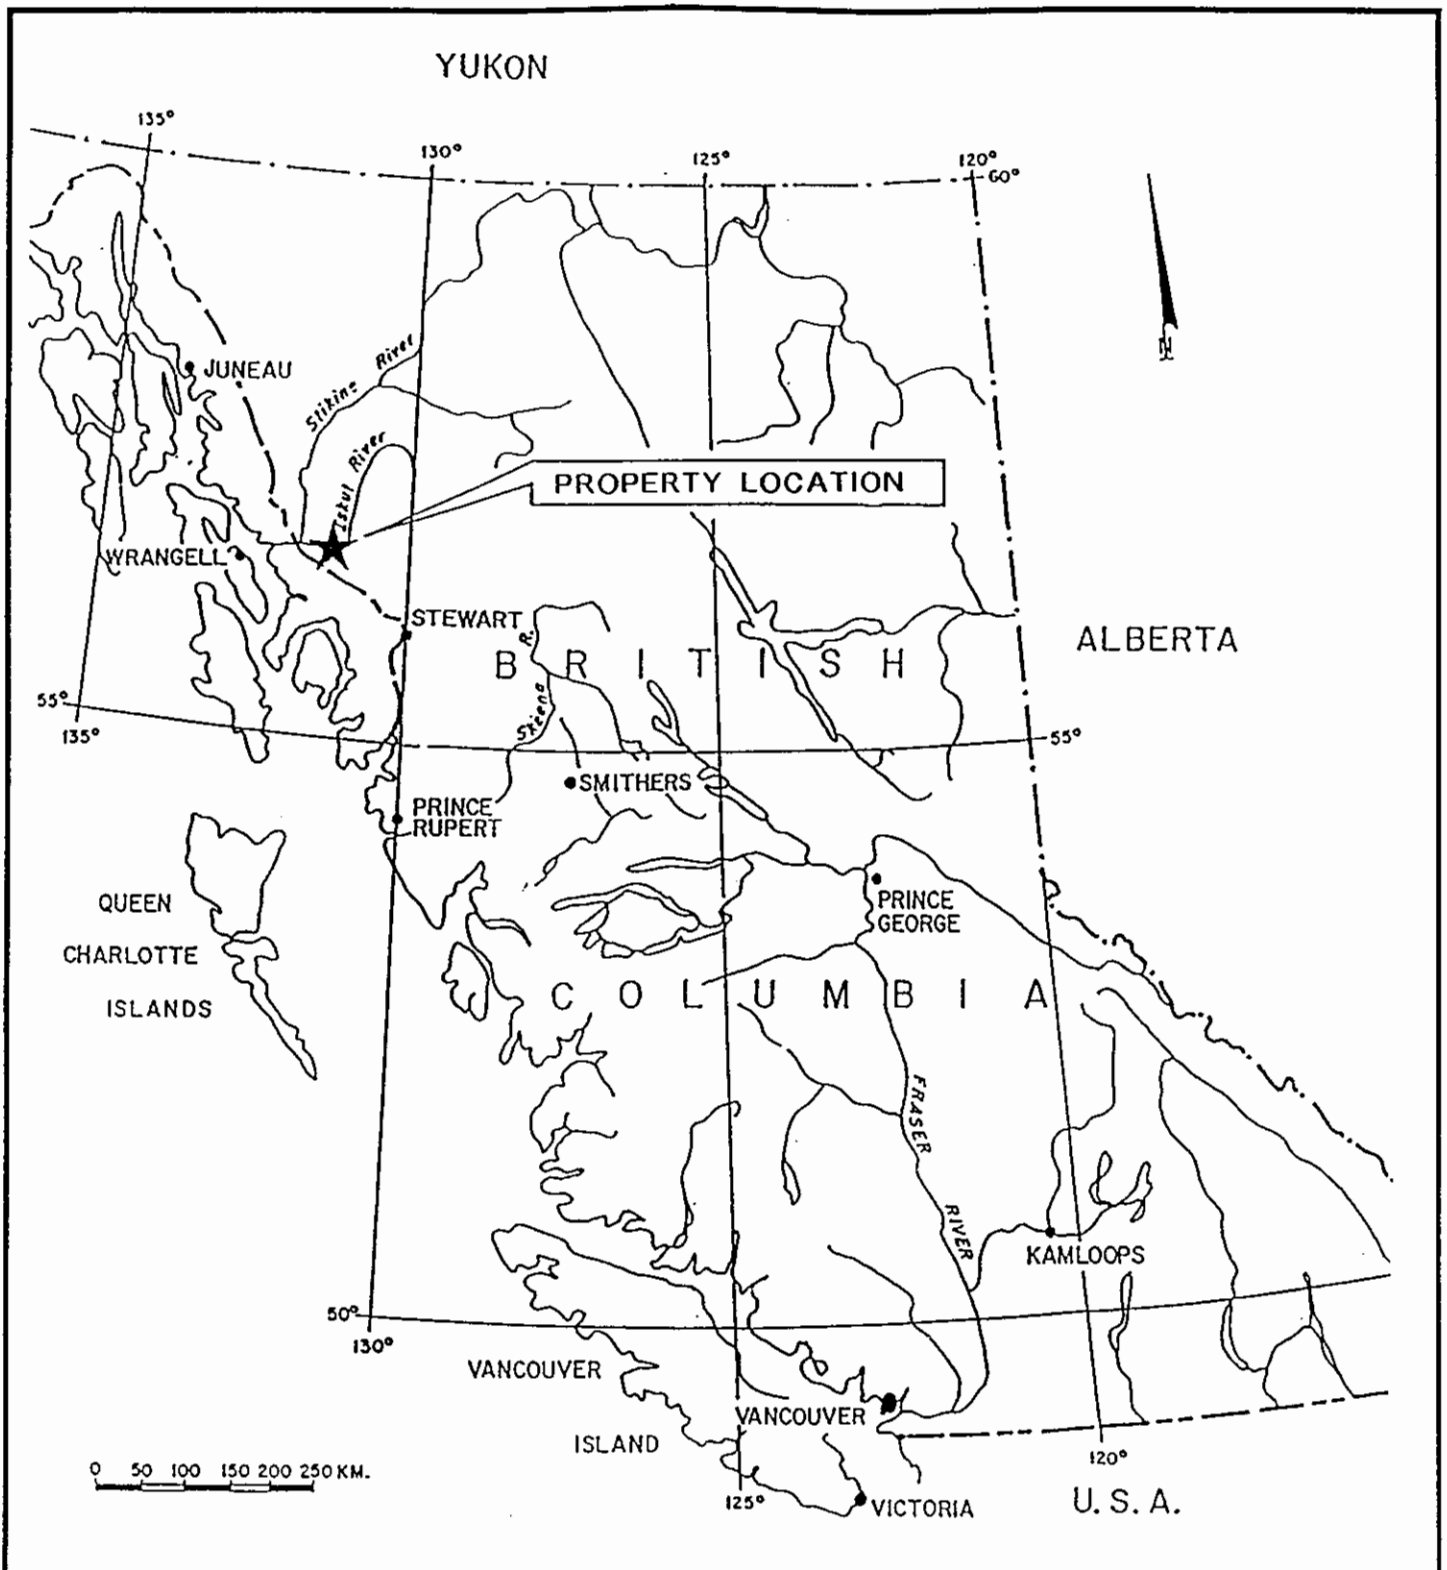 YUKON
135°
130°
125°
120°
60°
JUNEAU
Stikine River
Iskut River
PROPERTY LOCATION
N
WRANGELL
STEWART
ALBERTA
BRITISH
Skeena R.
55°
135°
55°
SMITHERS
PRINCE
RUPERT
QUEEN
CHARLOTTE
ISLANDS
PRINCE
GEORGE
COLUMBIA
FRASER RIVER
KAMLOOPS
50°
130°
VANCOUVER
ISLAND
VANCOUVER
120°
0 50 100 150 200 250 KM.
125°
VICTORIA
U.S.A.